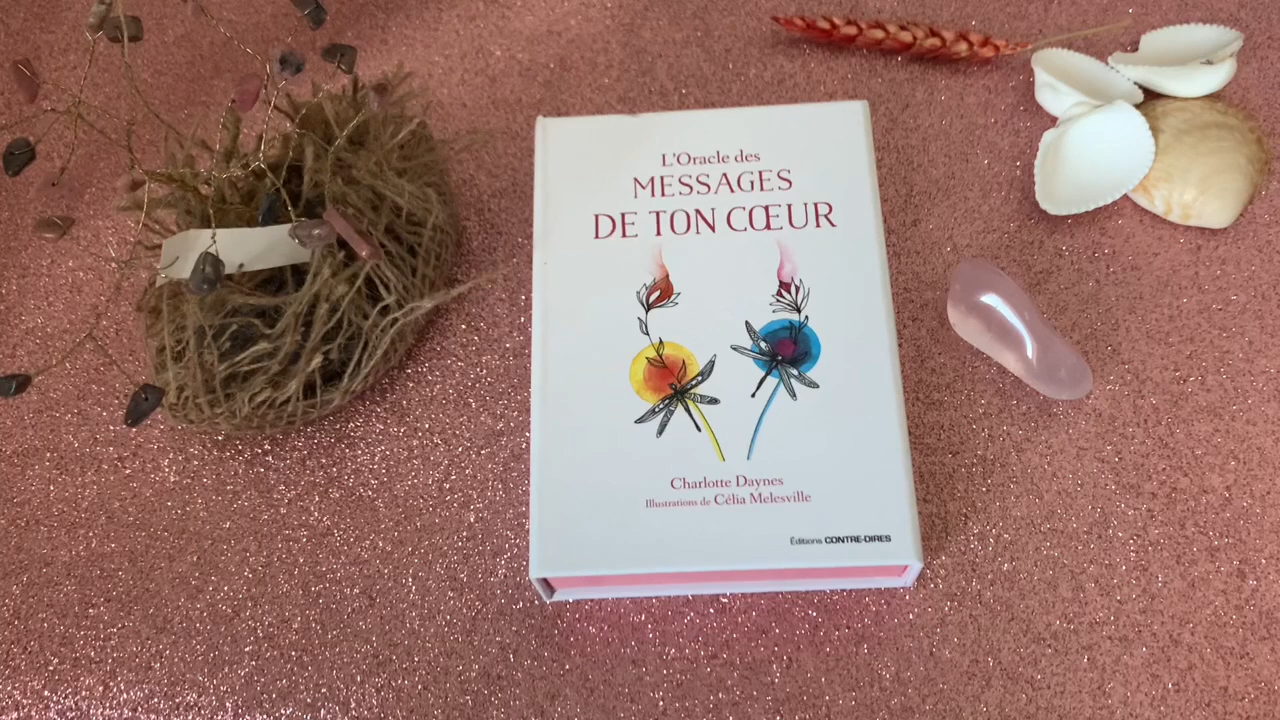 L'Oracle des
MESSAGES
DE TON CŒUR
Charlotte Daynes
Illustrations de Célia Melesville
Éditions CONTRE-DIRES